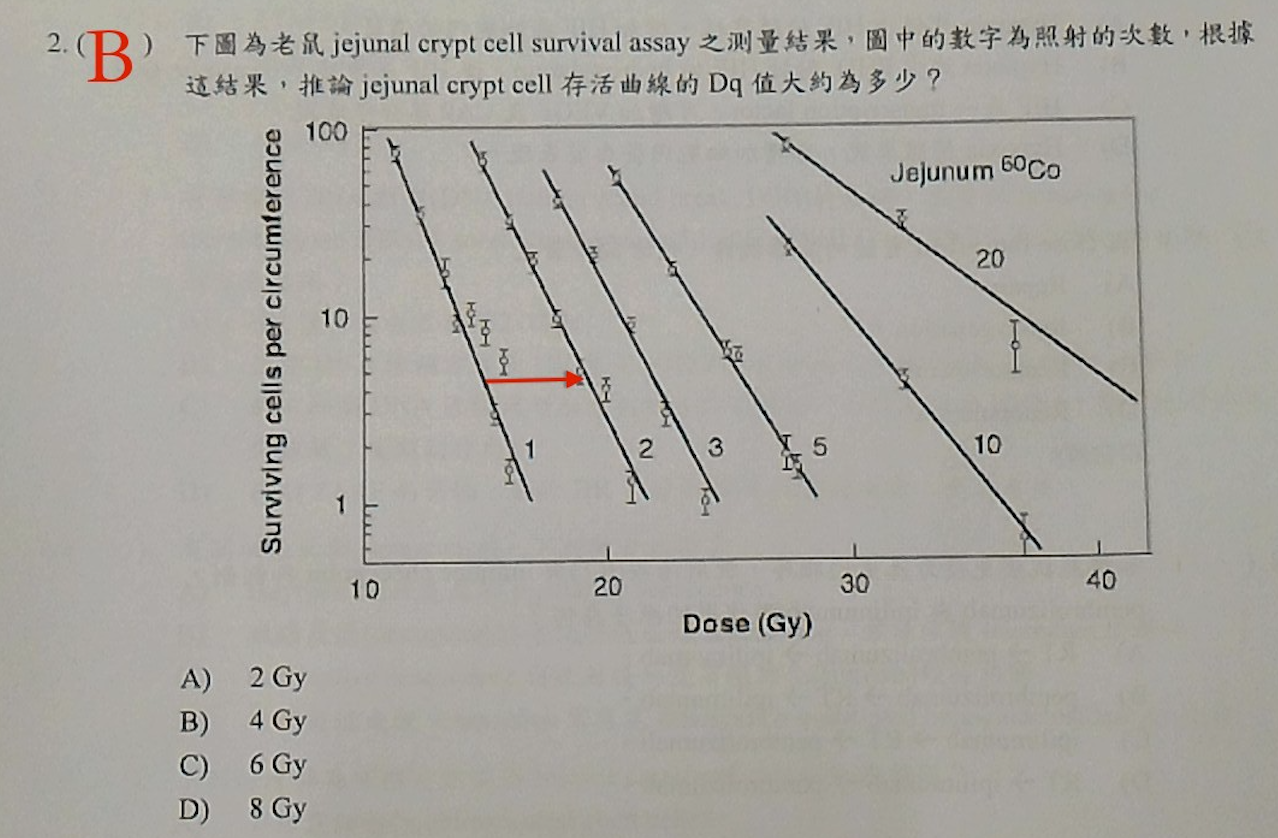 2. (B) 下圖為老鼠 jejunal crypt cell survival assay 之測量結果，圖中的數字為照射的次數，根據
這結果，推論 jejunal crypt cell 存活曲線的 Dq 值大約為多少？
Surviving cells per circumference
100
10
1
Jejunum ⁶⁰Co
20
1
2
3
5
10
10
20
30
40
Dose (Gy)
A) 2 Gy
B) 4 Gy
C) 6 Gy
D) 8 Gy